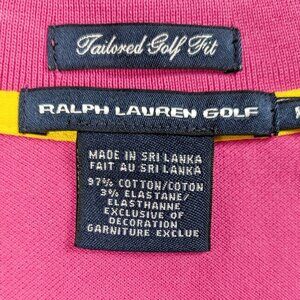 Tailored Golf Fit
RALPH LAUREN GOLF
MADE IN SRI LANKA
FAIT AU SRI LANKA
97% COTTON/COTON
3% ELASTANE/
ELASTHANNE
EXCLUSIVE OF
DECORATION
GARNITURE EXCLUE